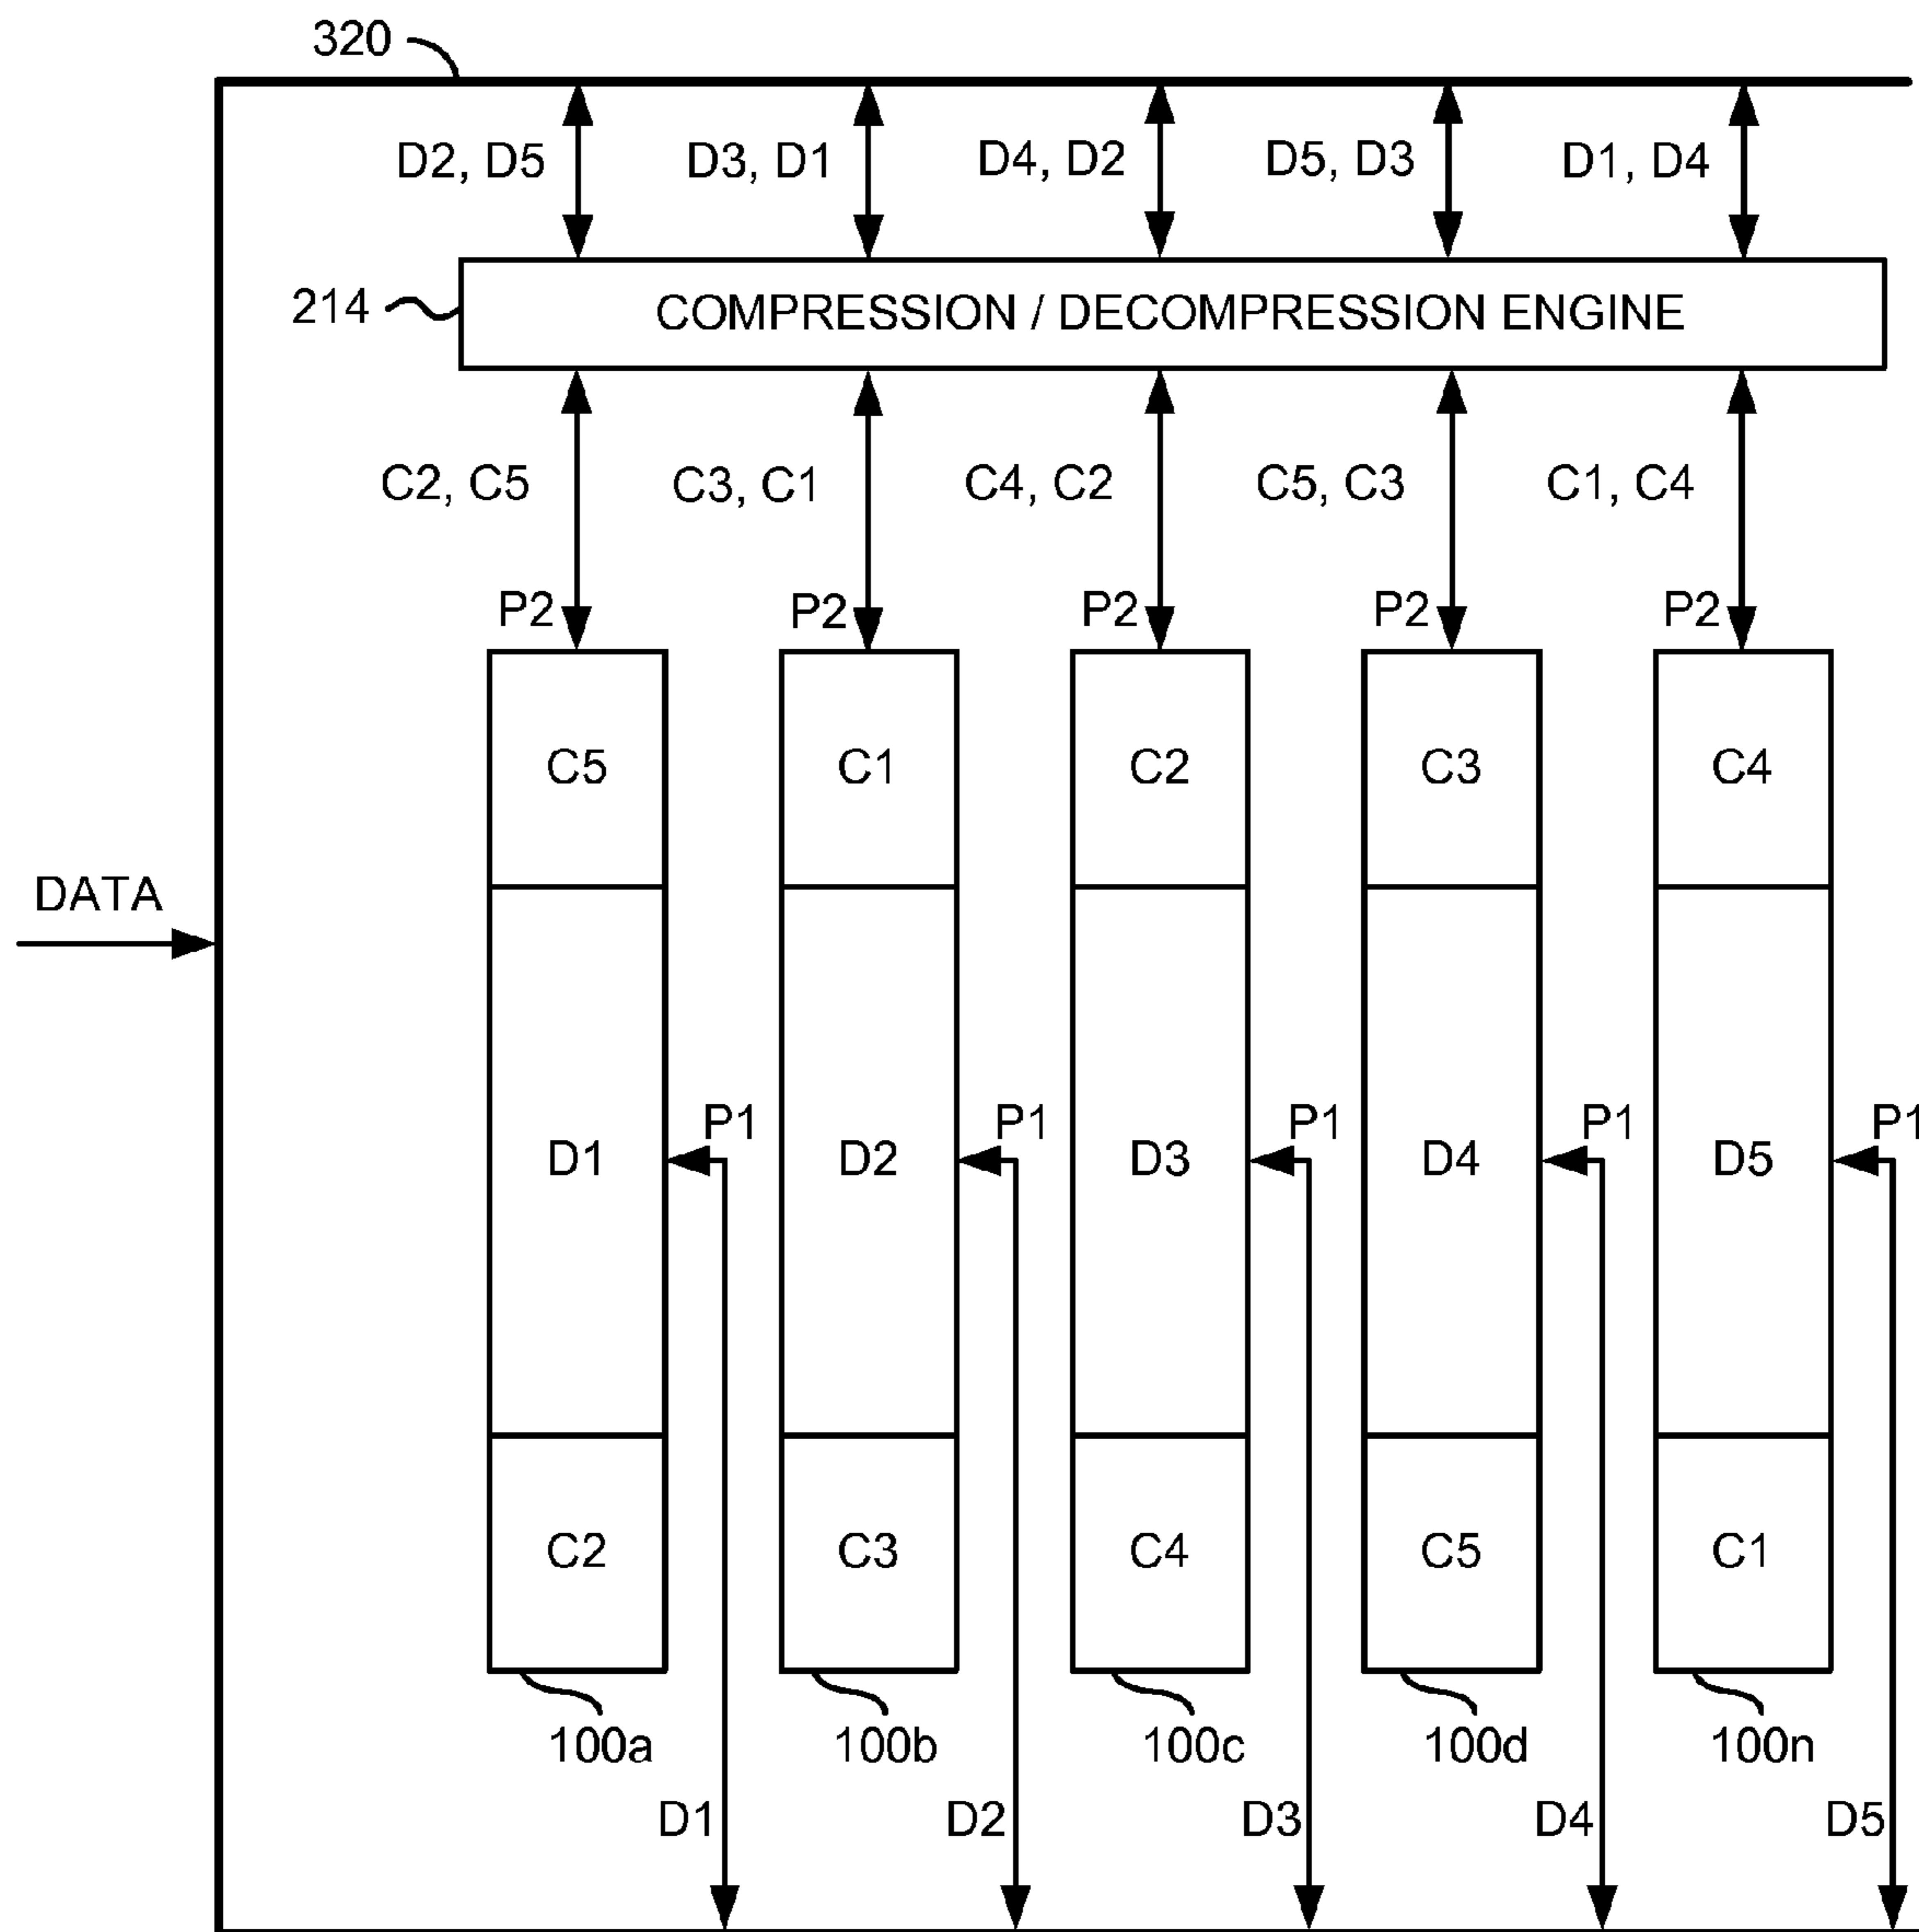 320
D2, D5 D3, D1 D4, D2 D5, D3 D1, D4
214 COMPRESSION / DECOMPRESSION ENGINE
C2, C5 C3, C1 C4, C2 C5, C3 C1, C4
P2 P2 P2 P2 P2
C5 C1 C2 C3 C4
DATA
P1 P1 P1 P1 P1
D1 D2 D3 D4 D5
C2 C3 C4 C5 C1
100a 100b 100c 100d 100n
D1 D2 D3 D4 D5